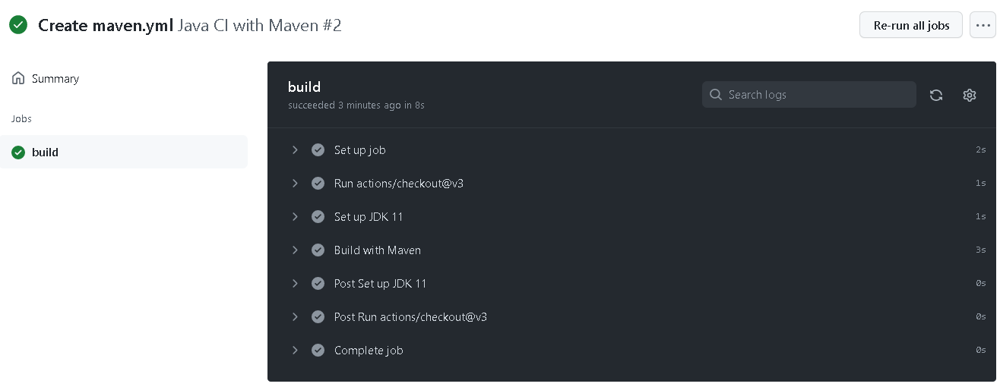 Create maven.yml Java CI with Maven #2
Re-run all jobs
Summary
Jobs
build
build
succeeded 3 minutes ago in 8s
Search logs
Set up job 2s
Run actions/checkout@v3 1s
Set up JDK 11 1s
Build with Maven 3s
Post Set up JDK 11 0s
Post Run actions/checkout@v3 0s
Complete job 0s